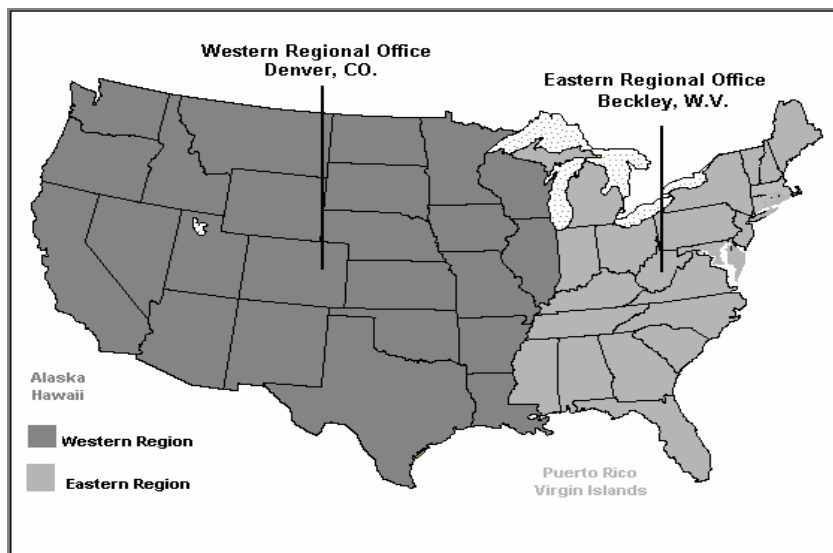 Western Regional Office
Denver, CO.
Eastern Regional Office
Beckley, W.V.
Alaska
Hawaii
Western Region
Eastern Region
Puerto Rico
Virgin Islands